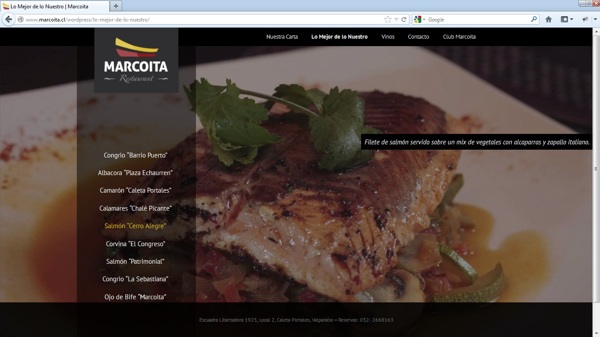 Lo Mejor de lo Nuestro | Marcoita
www.marcoita.cl/wordpress/lo-mejor-de-lo-nuestro/
Google
Nuestra Carta
Lo Mejor de lo Nuestro
Vinos
Contacto
Club Marcoita
MARCOITA
Restaurant
Filete de salmón servido sobre un mix de vegetales con alcaparras y zapallo italiano.
Congrio "Barrio Puerto"
Albacora "Plaza Echaurren"
Camarón "Caleta Portales"
Calamares "Chalé Picante"
Salmón "Cerro Alegre"
Corvina "El Congreso"
Salmón "Patrimonial"
Congrio "La Sebastiana"
Ojo de Bife "Marcoita"
Escuadra Libertadora 1925, Local 2, Caleta Portales, Valparaíso • Reservas: 032- 2668163